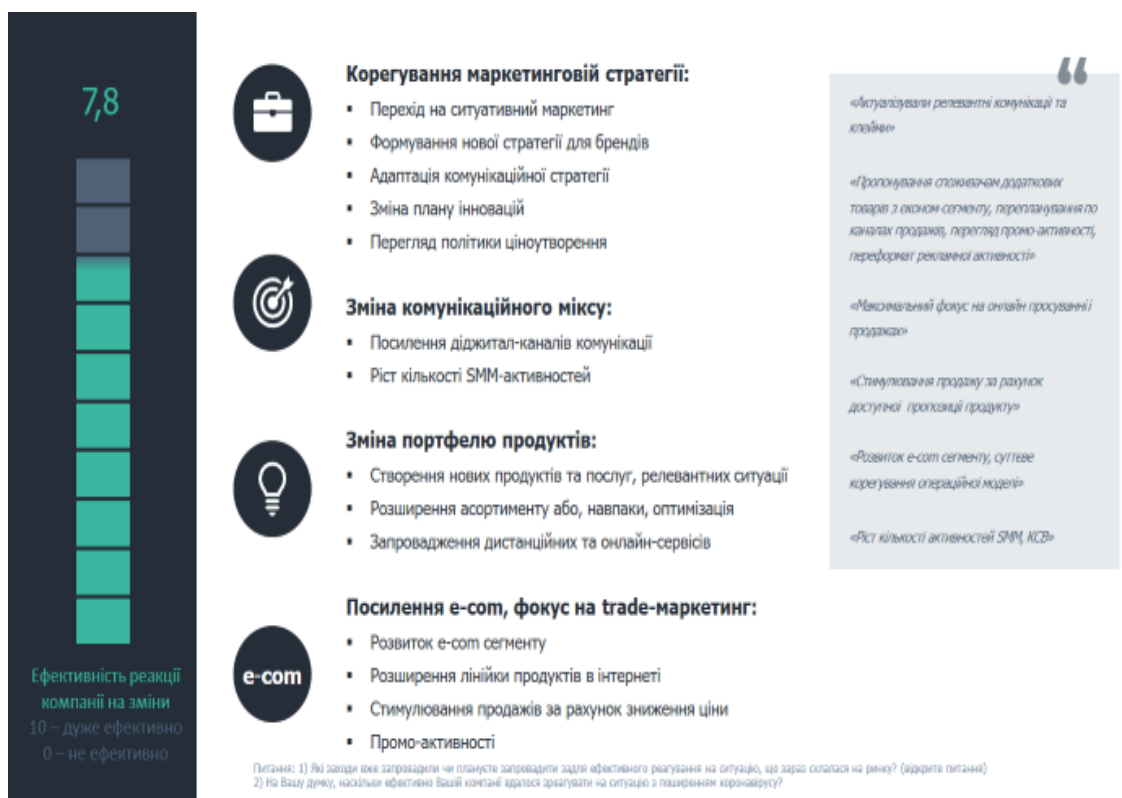 7,8
Ефективність реакції
компанії на зміни
10 – дуже ефективно
0 – не ефективно
Корегування маркетинговій стратегії:
▪ Перехід на ситуативний маркетинг
▪ Формування нової стратегії для брендів
▪ Адаптація комунікаційної стратегії
▪ Зміна плану інновацій
▪ Перегляд політики ціноутворення
Зміна комунікаційного міксу:
▪ Посилення діджитал-каналів комунікації
▪ Ріст кількості SMM-активностей
Зміна портфелю продуктів:
▪ Створення нових продуктів та послуг, релевантних ситуації
▪ Розширення асортименту або, навпаки, оптимізація
▪ Запровадження дистанційних та онлайн-сервісів
e-com
Посилення e-com, фокус на trade-маркетинг:
▪ Розвиток e-com сегменту
▪ Розширення лінійки продуктів в інтернеті
▪ Стимулювання продажів за рахунок зниження ціни
▪ Промо-активності
«Актуалізували релевантні комунікації та
клейми»
«Пропонування споживачам додаткових
товарів з економ-сегменту, перепланування по
каналах продажів, перегляд промо-активності,
переформат рекламної активності»
«Максимальний фокус на онлайн просуванні і
продажах»
«Стимулювання продажу за рахунок
доступної пропозиції продукту»
«Розвиток e-com сегменту, суттєве
корегування операційної моделі»
«Ріст кількості активностей SMM, КСВ»
Питання: 1) Які заходи вже запровадили чи плануєте запровадити задля ефективного реагування на ситуацію, що зараз склалася на ринку? (відкрите питання)
2) На Вашу думку, наскільки ефективно Вашій компанії вдалося зреагувати на ситуацію з поширенням коронавірусу?